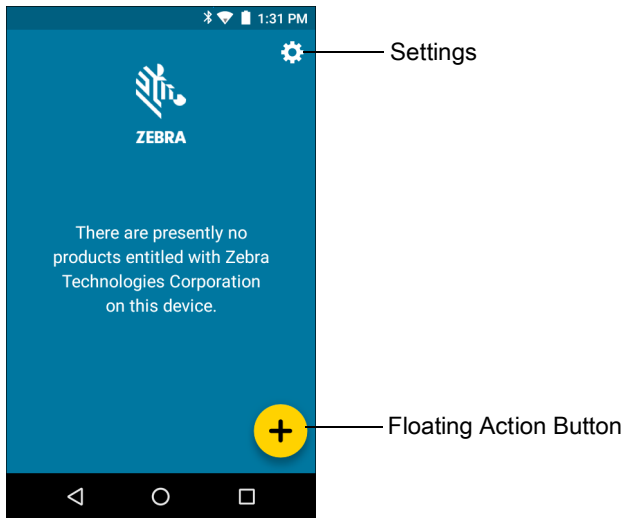 1:31 PM
Settings
ZEBRA
There are presently no
products entitled with Zebra
Technologies Corporation
on this device.
Floating Action Button